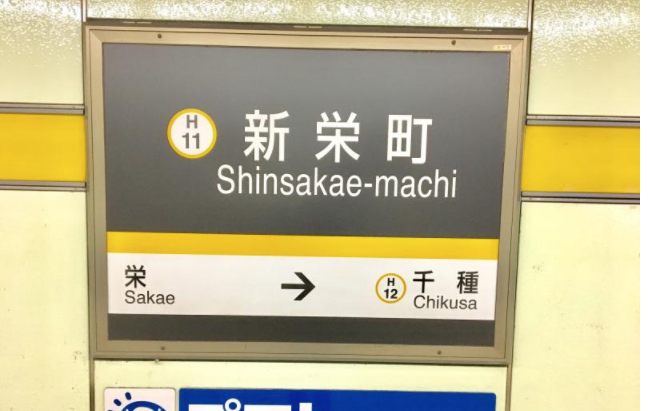 H
11
新栄町
Shinsakae-machi
栄
Sakae
→
H
12
千種
Chikusa